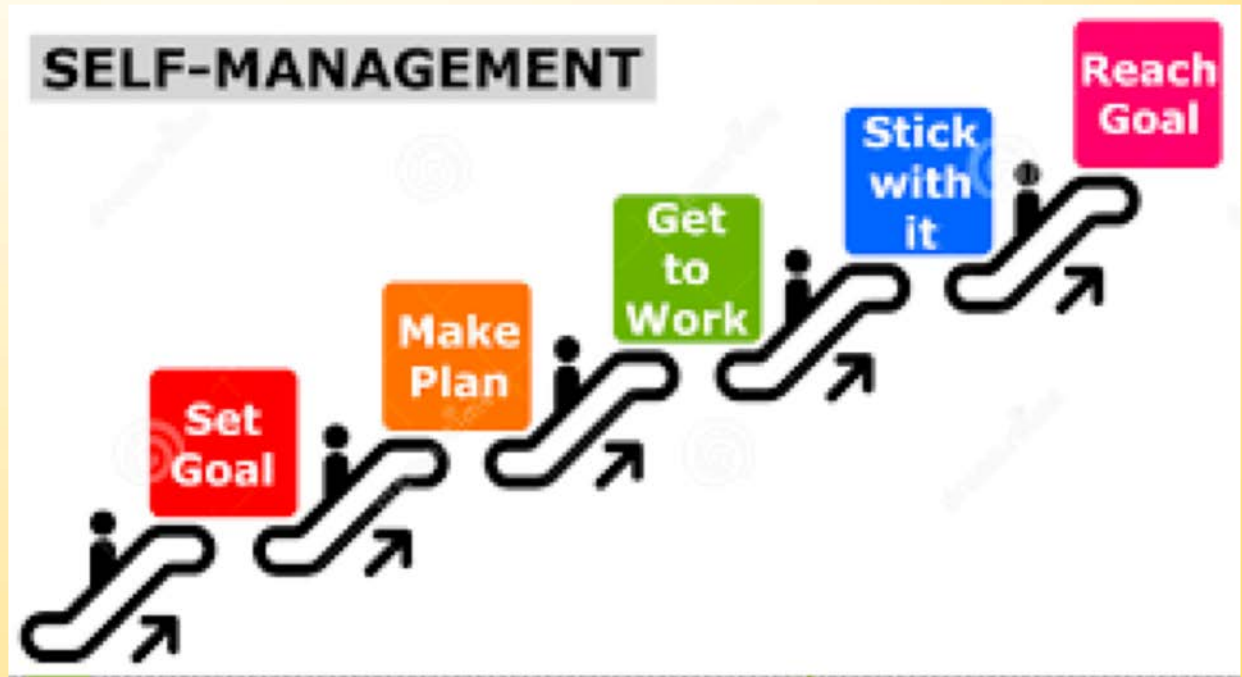 SELF-MANAGEMENT
Set
Goal
Make
Plan
Get
to
Work
Stick
with
it
Reach
Goal